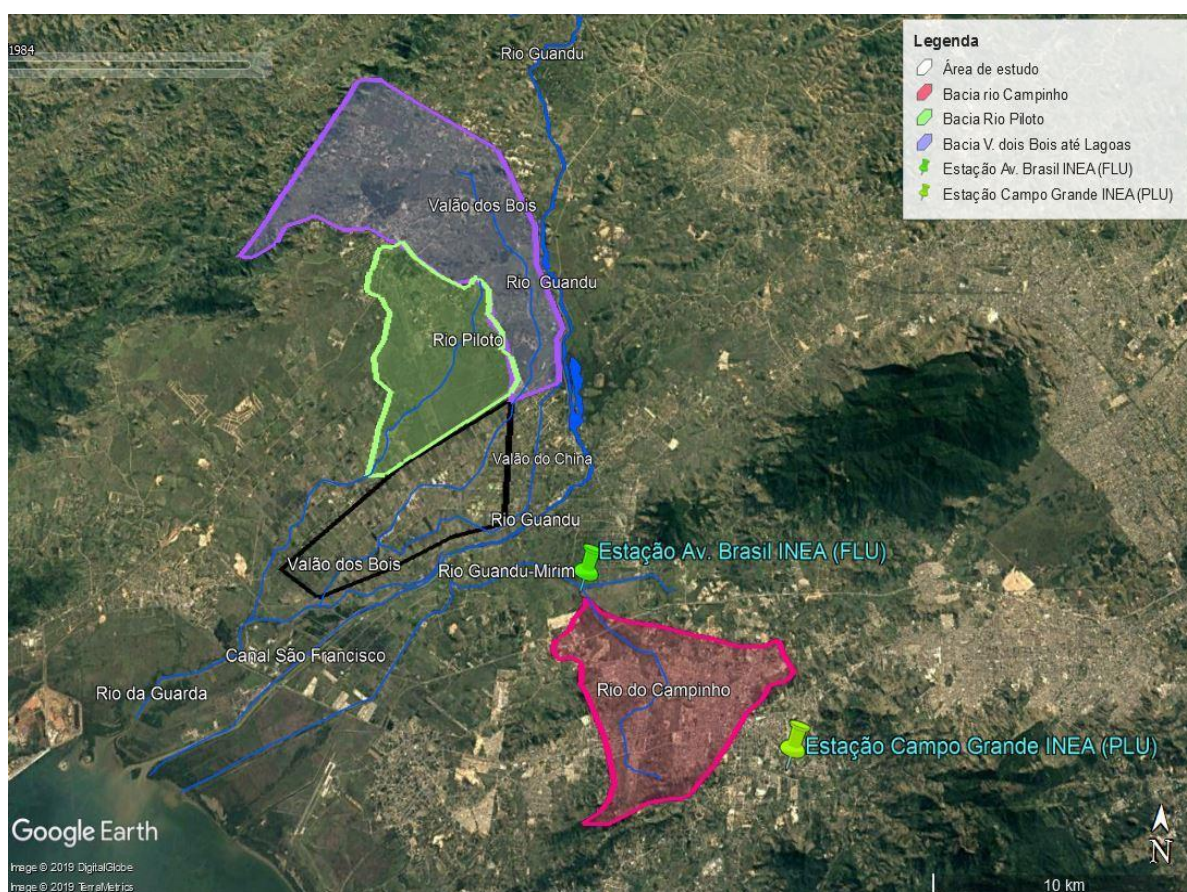 1984
Rio Guandu
Legenda
Área de estudo
Bacia rio Campinho
Bacia Rio Piloto
Bacia V. dois Bois até Lagoas
Estação Av. Brasil INEA (FLU)
Estação Campo Grande INEA (PLU)
Valão dos Bois
Rio Guandu
Rio Piloto
Valão do China
Rio Guandu
Estação Av. Brasil INEA (FLU)
Valão dos Bois
Rio Guandu-Mirim
Canal São Francisco
Rio da Guarda
Rio do Campinho
Estação Campo Grande INEA (PLU)
Google Earth
Image © 2019 DigitalGlobe
Image © 2019 TerraMetrics
N
10 km